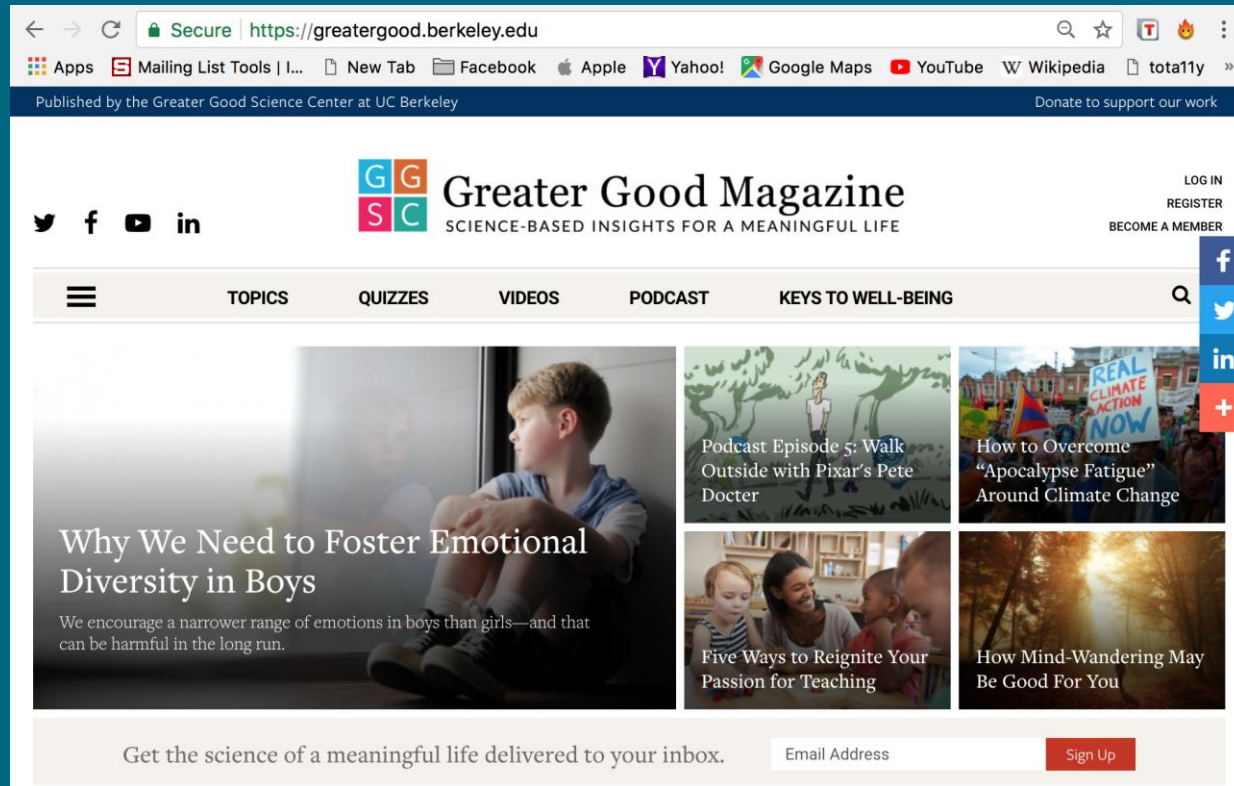 Secure https://greatergood.berkeley.edu
Apps Mailing List Tools | I... New Tab Facebook Apple Yahoo! Google Maps YouTube Wikipedia tota11y »
Published by the Greater Good Science Center at UC Berkeley
Donate to support our work
G G
S C
Greater Good Magazine
SCIENCE-BASED INSIGHTS FOR A MEANINGFUL LIFE
LOG IN
REGISTER
BECOME A MEMBER
TOPICS QUIZZES VIDEOS PODCAST KEYS TO WELL-BEING
Why We Need to Foster Emotional
Diversity in Boys
We encourage a narrower range of emotions in boys than girls—and that
can be harmful in the long run.
Podcast Episode 5: Walk
Outside with Pixar's Pete
Docter
REAL
CLIMATE
ACTION
NOW
How to Overcome
“Apocalypse Fatigue”
Around Climate Change
Five Ways to Reignite Your
Passion for Teaching
How Mind-Wandering May
Be Good For You
Get the science of a meaningful life delivered to your inbox.
Email Address
Sign Up